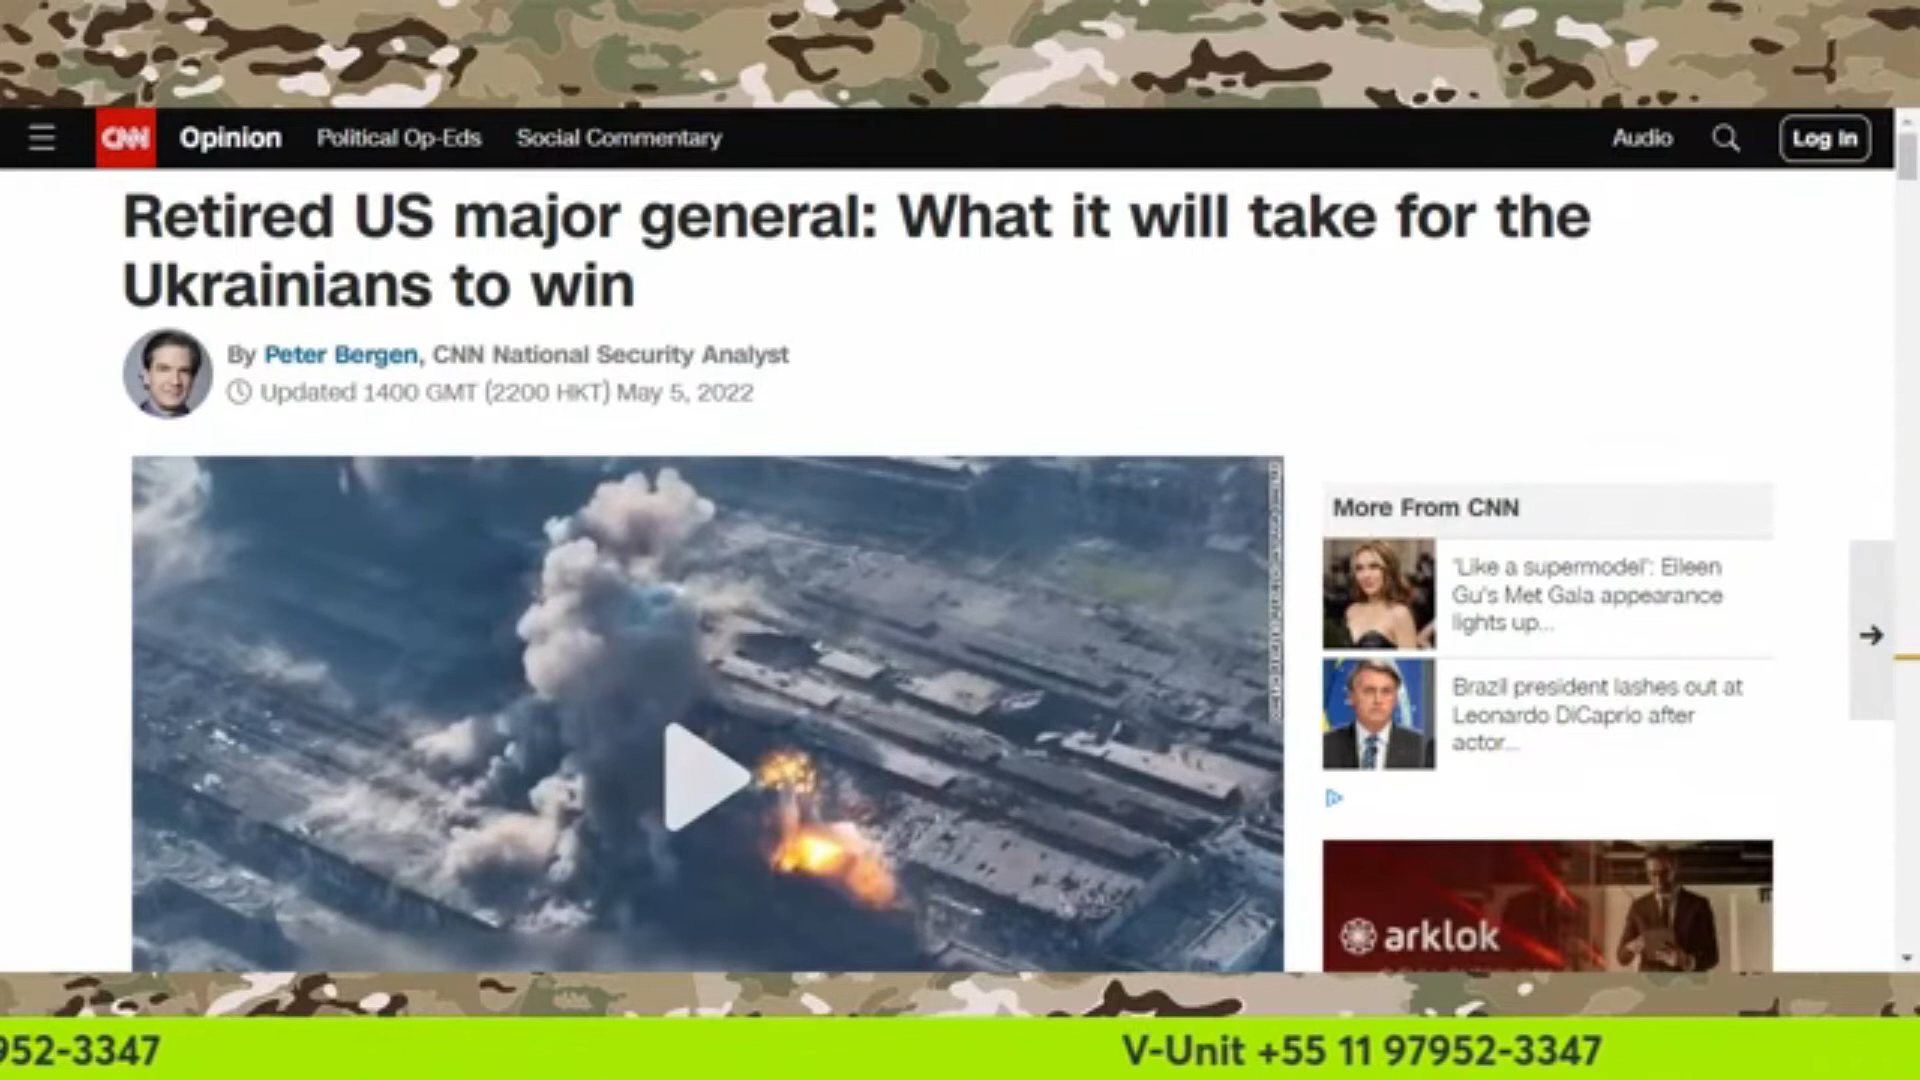 CNN Opinion Political Op-Eds Social Commentary Audio Log In
Retired US major general: What it will take for the
Ukrainians to win
By Peter Bergen, CNN National Security Analyst
Updated 1400 GMT (2200 HKT) May 5, 2022
More From CNN
'Like a supermodel': Eileen
Gu's Met Gala appearance
lights up...
Brazil president lashes out at
Leonardo DiCaprio after
actor...
arklok
952-3347
V-Unit +55 11 97952-3347